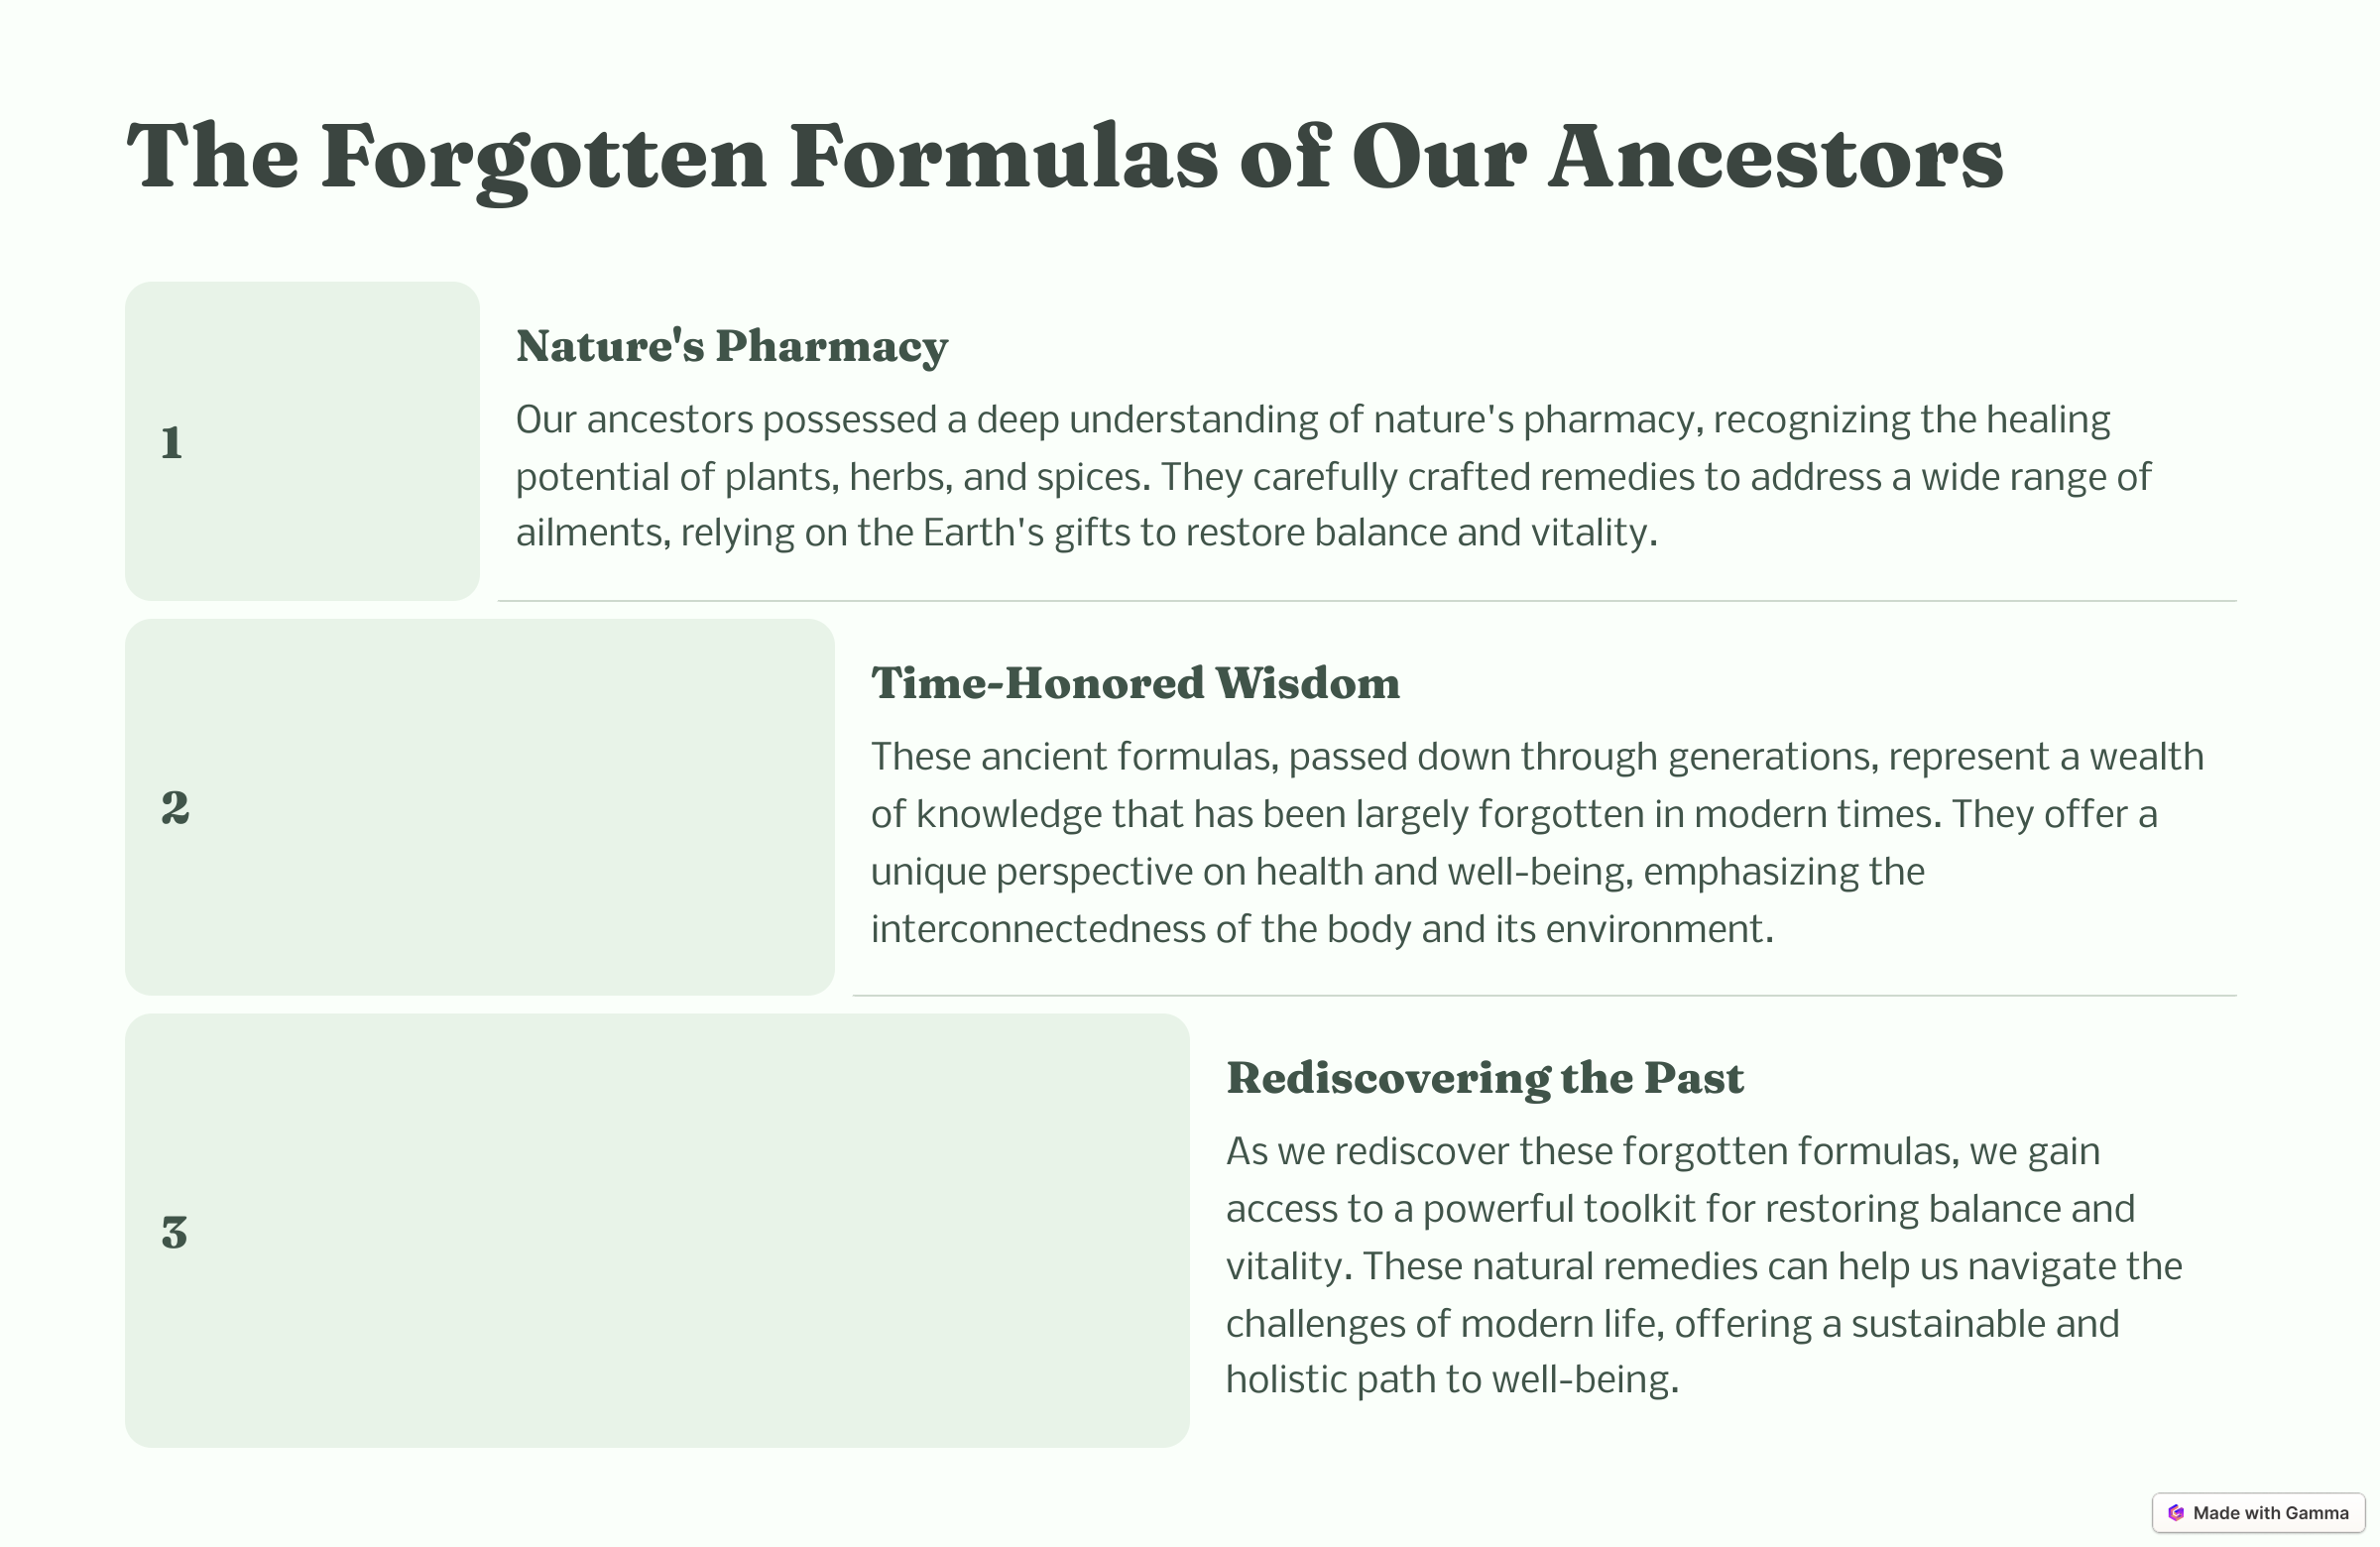 The Forgotten Formulas of Our Ancestors
1
Nature's Pharmacy
Our ancestors possessed a deep understanding of nature's pharmacy, recognizing the healing
potential of plants, herbs, and spices. They carefully crafted remedies to address a wide range of
ailments, relying on the Earth's gifts to restore balance and vitality.
2
Time-Honored Wisdom
These ancient formulas, passed down through generations, represent a wealth
of knowledge that has been largely forgotten in modern times. They offer a
unique perspective on health and well-being, emphasizing the
interconnectedness of the body and its environment.
3
Rediscovering the Past
As we rediscover these forgotten formulas, we gain
access to a powerful toolkit for restoring balance and
vitality. These natural remedies can help us navigate the
challenges of modern life, offering a sustainable and
holistic path to well-being.
Made with Gamma